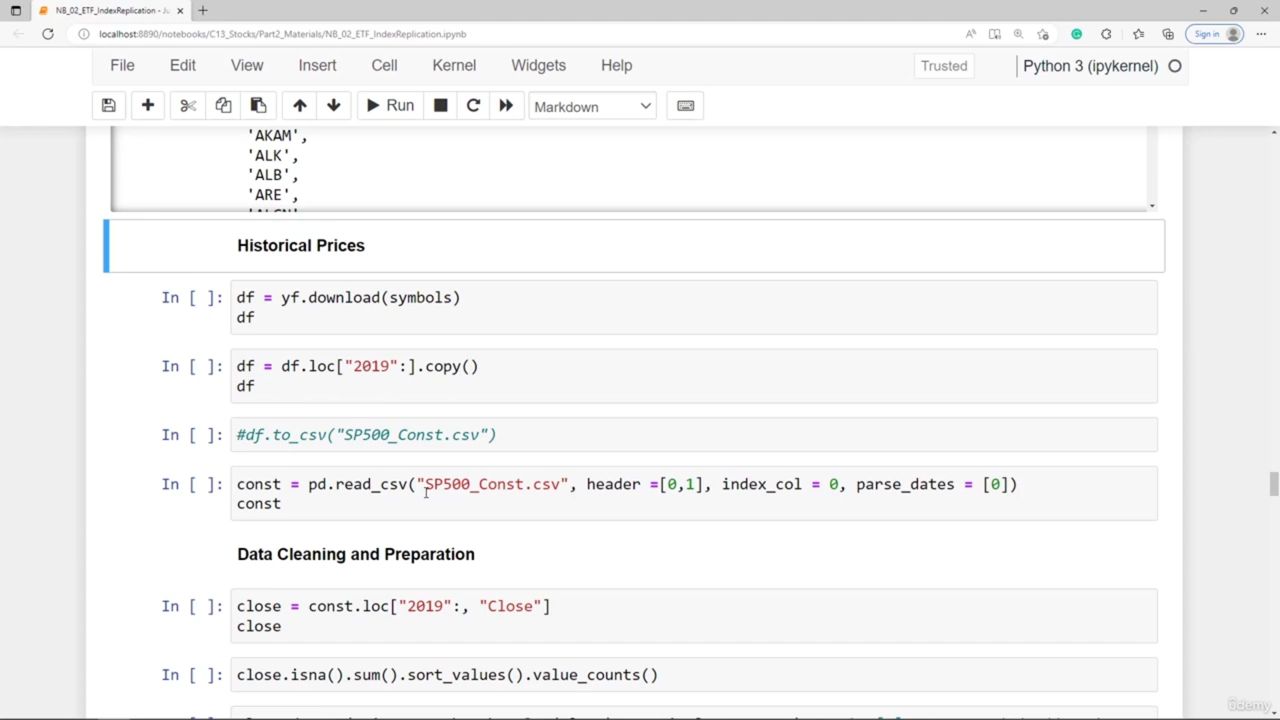 NB_02_ETF_IndexReplication - Ju
localhost:8890/notebooks/C13_Stocks/Part2_Materials/NB_02_ETF_IndexReplication.ipynb
Sign in
File Edit View Insert Cell Kernel Widgets Help
Trusted
Python 3 (ipykernel)
Run
Markdown
'AKAM',
'ALK',
'ALB',
'ARE',
Historical Prices
In [ ]: df = yf.download(symbols)
df
In [ ]: df = df.loc["2019":].copy()
df
In [ ]: #df.to_csv("SP500_Const.csv")
In [ ]: const = pd.read_csv("SP500_Const.csv", header =[0,1], index_col = 0, parse_dates = [0])
const
Data Cleaning and Preparation
In [ ]: close = const.loc["2019":, "Close"]
close
In [ ]: close.isna().sum().sort_values().value_counts()
Udemy